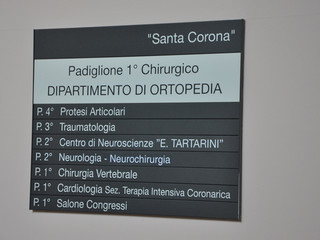 "Santa Corona"
Padiglione 1° Chirurgico
DIPARTIMENTO DI ORTOPEDIA
P. 4° Protesi Articolari
P. 3° Traumatologia
P. 2° Centro di Neuroscienze "E. TARTARINI"
P. 2° Neurologia - Neurochirurgia
P. 1° Chirurgia Vertebrale
P. 1° Cardiologia Sez. Terapia Intensiva Coronarica
P. 1° Salone Congressi